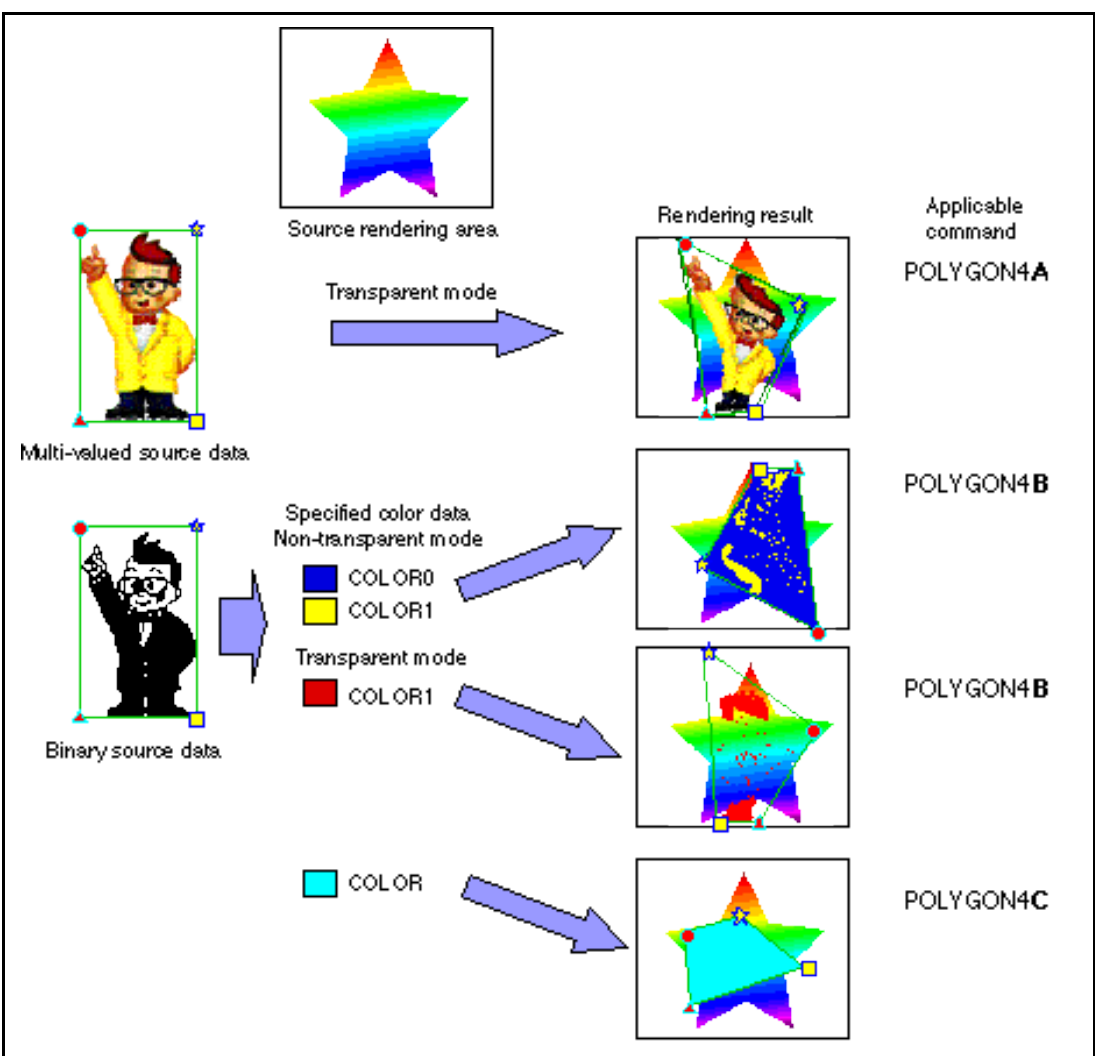 Source rendering area
Rendering result
Applicable
command
POLYGON4A
Transparent mode
Multi-valued source data
POLYGON4B
Specified color data
Non-transparent mode
COLOR0
COLOR1
Transparent mode
COLOR1
POLYGON4B
Binary source data
COLOR
POLYGON4C